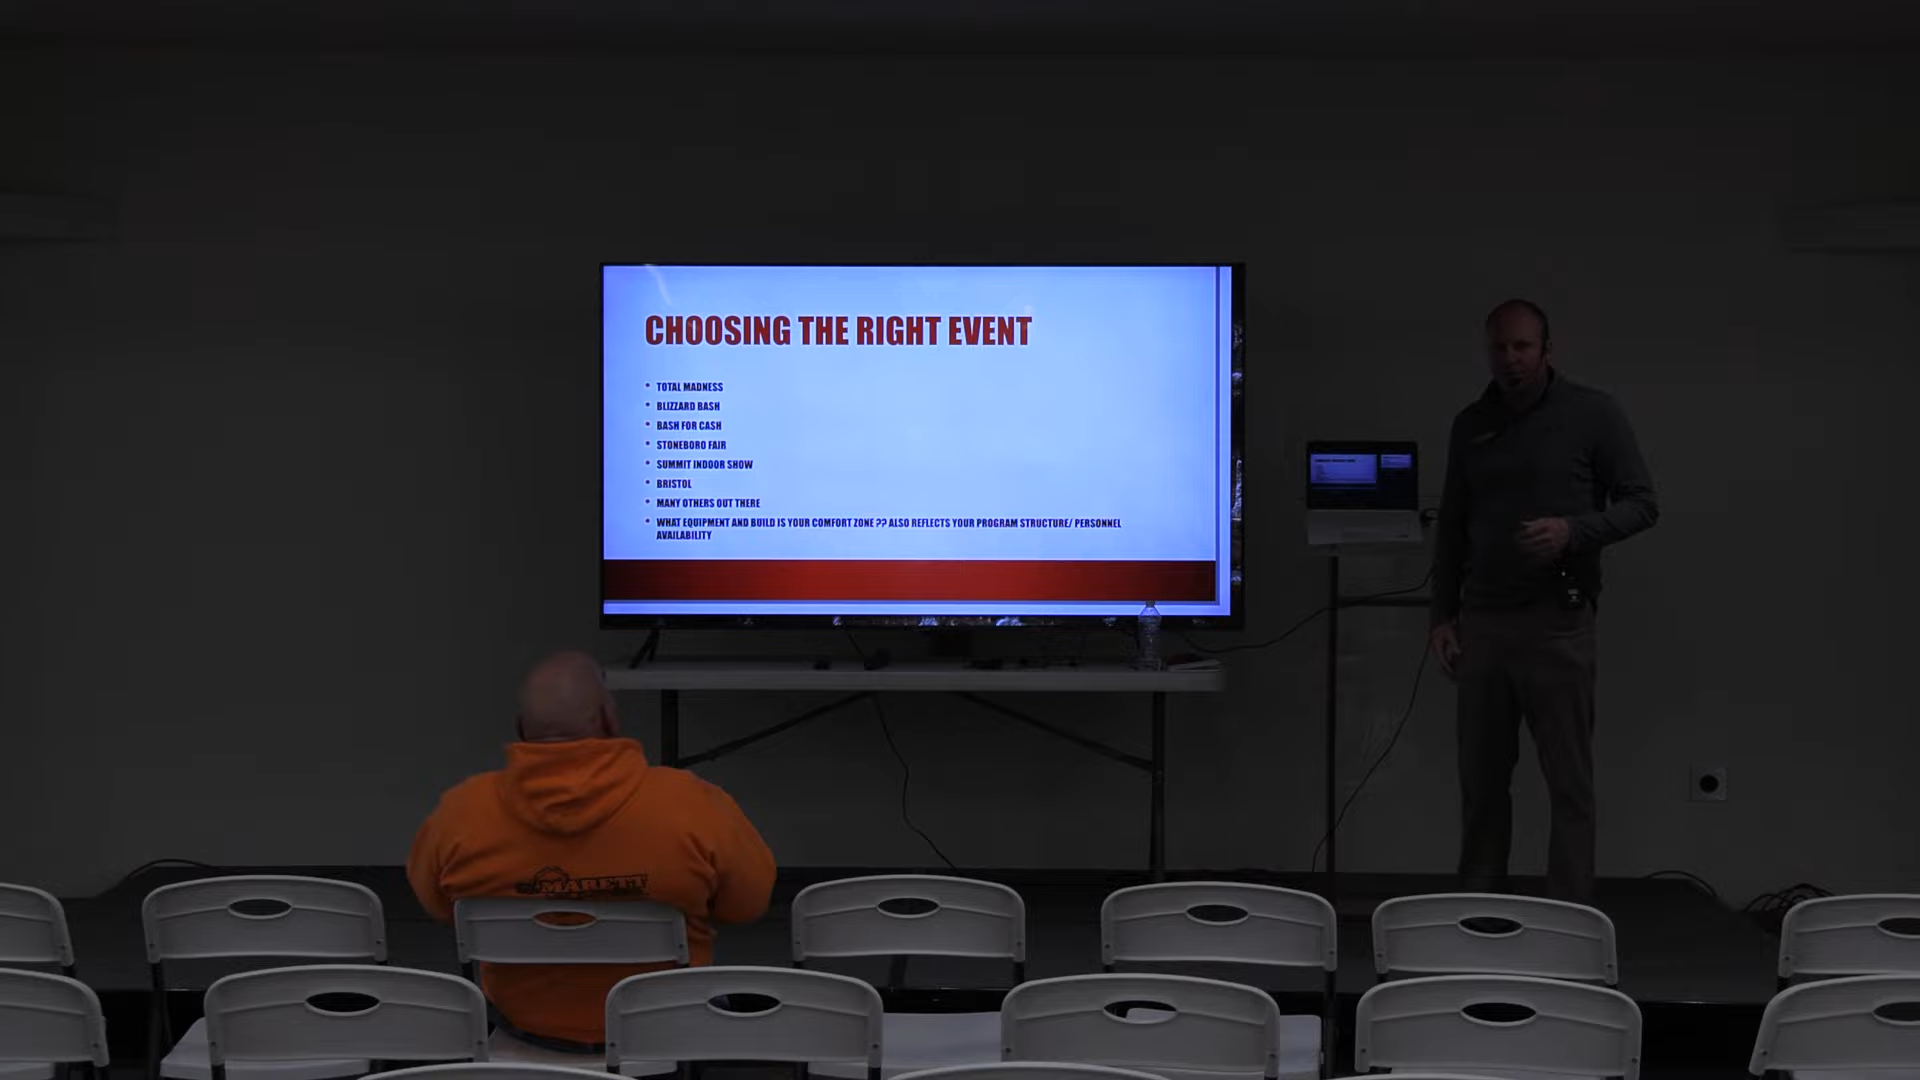 CHOOSING THE RIGHT EVENT
• TOTAL MADNESS
• BLIZZARD BASH
• BASH FOR CASH
• STONEBORO FAIR
• SUMMIT INDOOR SHOW
• BRISTOL
• MANY OTHERS OUT THERE
• WHAT EQUIPMENT AND BUILD IS YOUR COMFORT ZONE ?? ALSO REFLECTS YOUR PROGRAM STRUCTURE/ PERSONNEL
AVAILABILITY